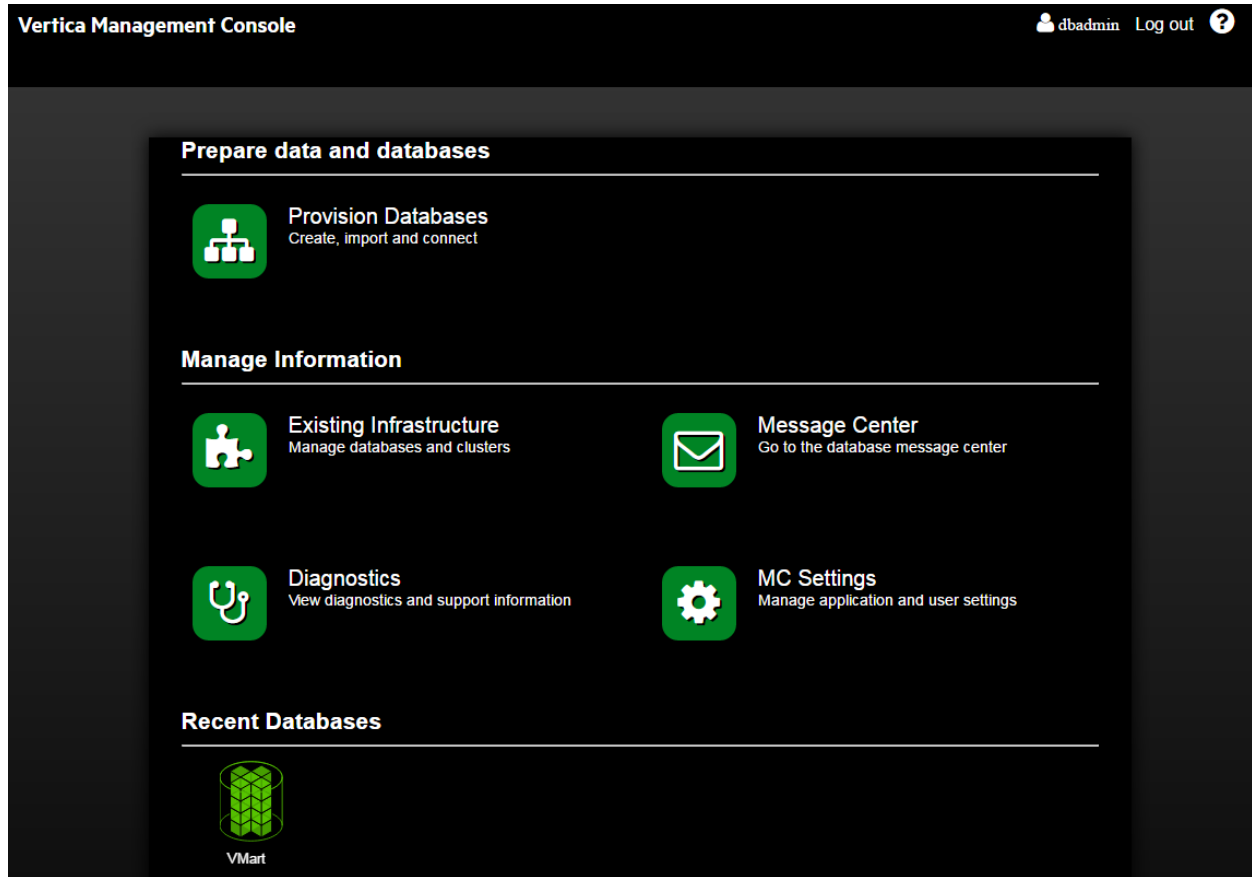 Vertica Management Console
dbadmin Log out ?
Prepare data and databases
Provision Databases
Create, import and connect
Manage Information
Existing Infrastructure
Manage databases and clusters
Message Center
Go to the database message center
Diagnostics
View diagnostics and support information
MC Settings
Manage application and user settings
Recent Databases
VMart